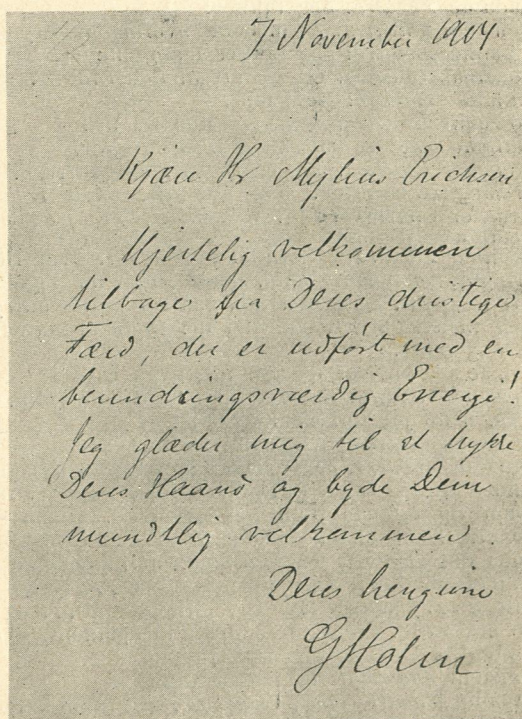 7. November 1904.
Kjære Hr Mylius Erichsen
Hjertelig velkommen
tilbage fra Deres dristige
Færd, der er udført med en
beundringsværdig Energi!
Jeg glæder mig til at trykke
Deres Haand og byde Dem
mundtlig velkommen
Deres hengivne
G Holm